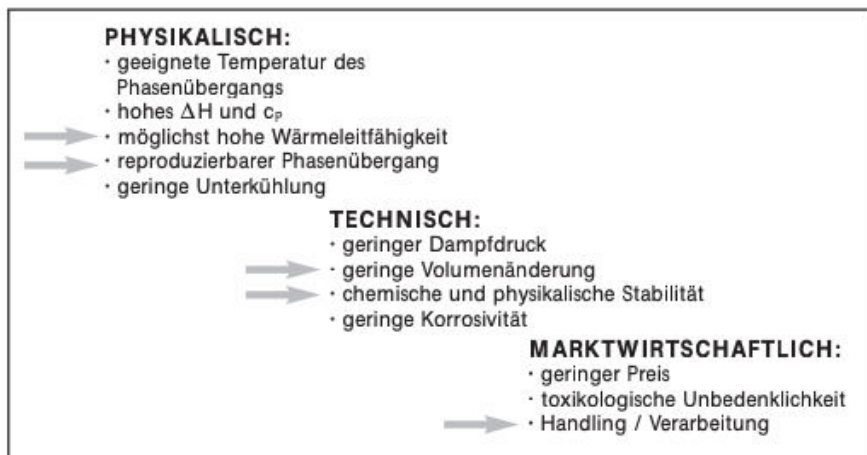 PHYSIKALISCH:
· geeignete Temperatur des
Phasenübergangs
· hohes ΔH und cₚ
· möglichst hohe Wärmeleitfähigkeit
· reproduzierbarer Phasenübergang
· geringe Unterkühlung
TECHNISCH:
· geringer Dampfdruck
· geringe Volumenänderung
· chemische und physikalische Stabilität
· geringe Korrosivität
MARKTWIRTSCHAFTLICH:
· geringer Preis
· toxikologische Unbedenklichkeit
· Handling / Verarbeitung